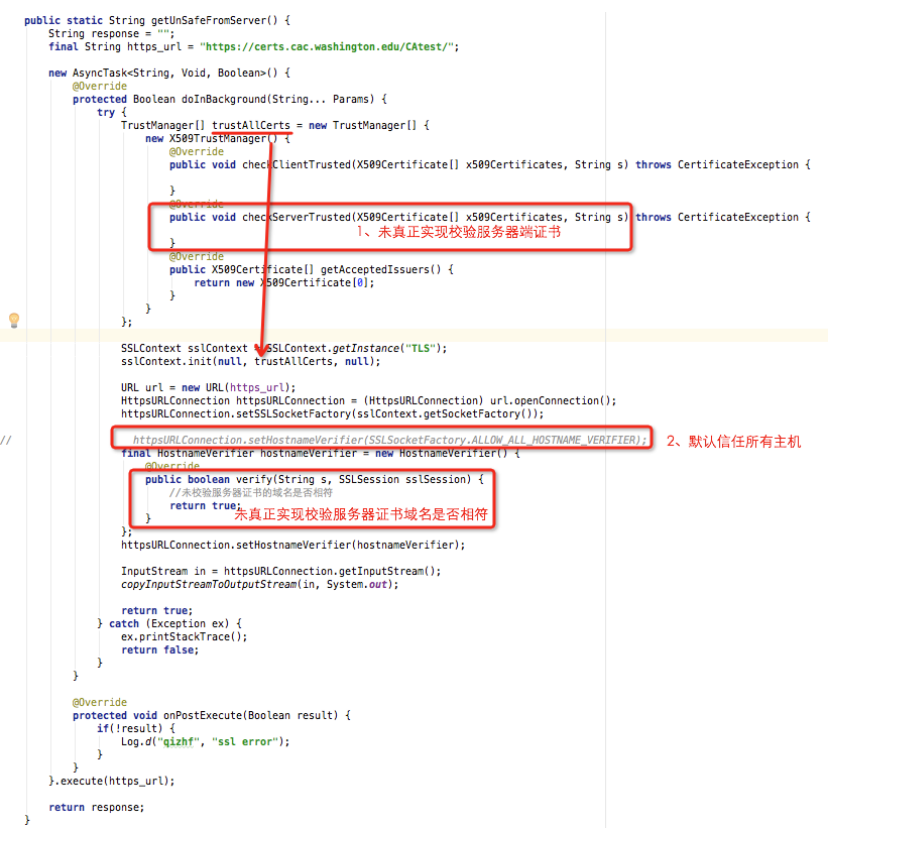 public static String getUnSafeFromServer() {
String response = "";
final String https_url = "https://certs.cac.washington.edu/CAtest/";
new AsyncTask<String, Void, Boolean>() {
@Override
protected Boolean doInBackground(String... Params) {
try {
TrustManager[] trustAllCerts = new TrustManager[] {
new X509TrustManager() {
@Override
public void checkClientTrusted(X509Certificate[] x509Certificates, String s) throws CertificateException {
}
@Override
public void checkServerTrusted(X509Certificate[] x509Certificates, String s) throws CertificateException {
1、未真正实现校验服务器端证书
}
@Override
public X509Certificate[] getAcceptedIssuers() {
return new X509Certificate[0];
}
}
};
SSLContext sslContext = SSLContext.getInstance("TLS");
sslContext.init(null, trustAllCerts, null);
URL url = new URL(https_url);
HttpsURLConnection httpsURLConnection = (HttpsURLConnection) url.openConnection();
httpsURLConnection.setSSLSocketFactory(sslContext.getSocketFactory());
// httpsURLConnection.setHostnameVerifier(SSLSocketFactory.ALLOW_ALL_HOSTNAME_VERIFIER); 2、默认信任所有主机
final HostnameVerifier hostnameVerifier = new HostnameVerifier() {
@Override
public boolean verify(String s, SSLSession sslSession) {
//未校验服务器证书的域名是否相符
return true;
未真正实现校验服务器证书域名是否相符
}
};
httpsURLConnection.setHostnameVerifier(hostnameVerifier);
InputStream in = httpsURLConnection.getInputStream();
copyInputStreamToOutputStream(in, System.out);
return true;
} catch (Exception ex) {
ex.printStackTrace();
return false;
}
}
@Override
protected void onPostExecute(Boolean result) {
if(!result) {
Log.d("qizhf", "ssl error");
}
}
}.execute(https_url);
return response;
}